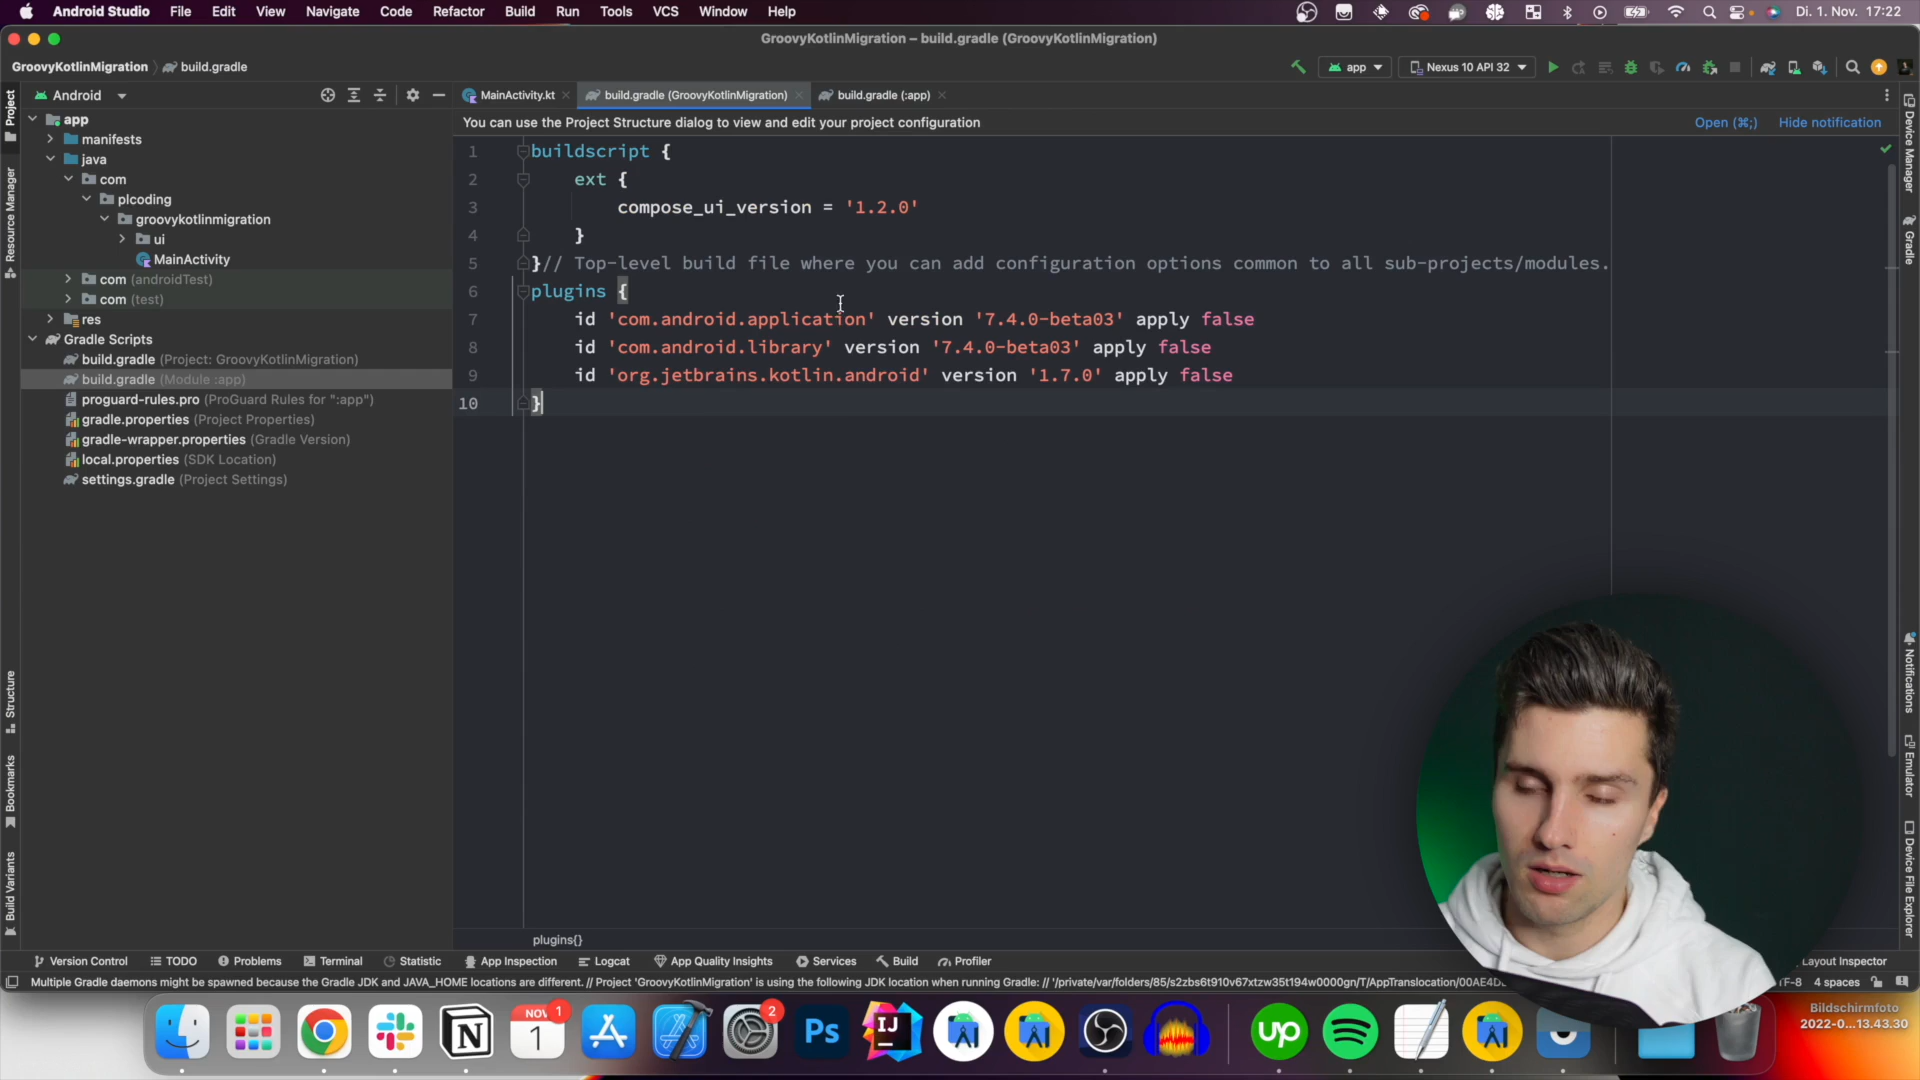 Android Studio File Edit View Navigate Code Refactor Build Run Tools VCS Window Help Di. 1. Nov. 17:22
GroovyKotlinMigration – build.gradle (GroovyKotlinMigration)
GroovyKotlinMigration build.gradle app Nexus 10 API 32
Project
Resource Manager
Structure
Bookmarks
Build Variants
Android
app
manifests
java
com
plcoding
groovykotlinmigration
ui
MainActivity
com (androidTest)
com (test)
res
Gradle Scripts
build.gradle (Project: GroovyKotlinMigration)
build.gradle (Module :app)
proguard-rules.pro (ProGuard Rules for ":app")
gradle.properties (Project Properties)
gradle-wrapper.properties (Gradle Version)
local.properties (SDK Location)
settings.gradle (Project Settings)
MainActivity.kt build.gradle (GroovyKotlinMigration) build.gradle (:app)
You can use the Project Structure dialog to view and edit your project configuration Open (⌘;) Hide notification
1 buildscript {
2 ext {
3 compose_ui_version = '1.2.0'
4 }
5 }// Top-level build file where you can add configuration options common to all sub-projects/modules.
6 plugins {
7 id 'com.android.application' version '7.4.0-beta03' apply false
8 id 'com.android.library' version '7.4.0-beta03' apply false
9 id 'org.jetbrains.kotlin.android' version '1.7.0' apply false
10 }
plugins{}
Device Manager
Gradle
Notifications
Emulator
Device File Explorer
Version Control TODO Problems Terminal Statistic App Inspection Logcat App Quality Insights Services Build Profiler Layout Inspector
Multiple Gradle daemons might be spawned because the Gradle JDK and JAVA_HOME locations are different. // Project 'GroovyKotlinMigration' is using the following JDK location when running Gradle: // '/private/var/folders/85/s2zbs6t910v67xtzw35t194w0000gn/T/AppTranslocation/00AE4D 4 spaces
NOV 1
1
2
Ps
IJ
up
Bildschirmfoto
2022-0...13.43.30